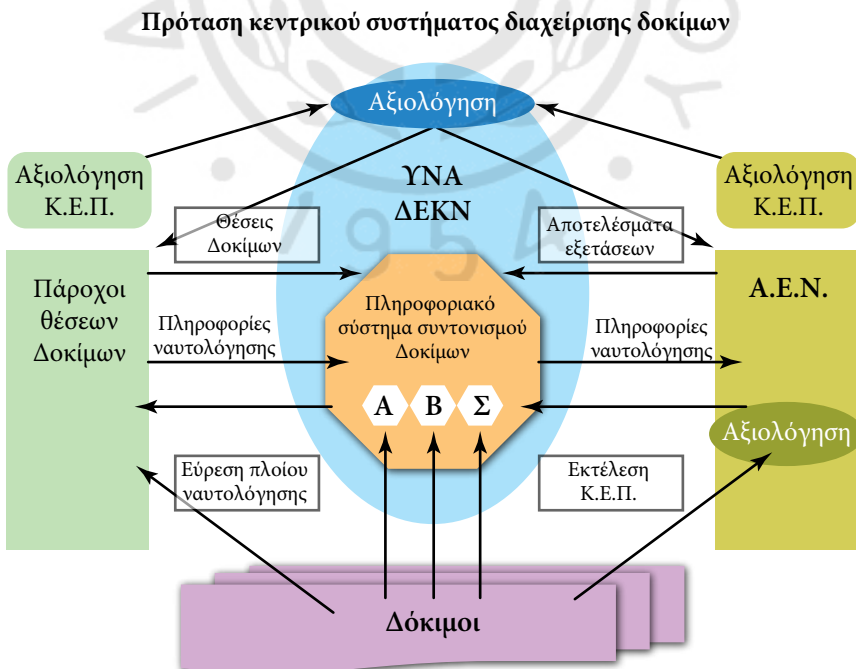 Πρόταση κεντρικού συστήματος διαχείρισης δοκίμων
Αξιολόγηση
Αξιολόγηση
Κ.Ε.Π.
ΥΝΑ
ΔΕΚΝ
Αξιολόγηση
Κ.Ε.Π.
Θέσεις
Δοκίμων
Αποτελέσματα
εξετάσεων
1954
Πάροχοι
θέσεων
Δοκίμων
Πληροφοριακό
σύστημα συντονισμού
Δοκίμων
Α.Ε.Ν.
Πληροφορίες
ναυτολόγησης
Πληροφορίες
ναυτολόγησης
Α Β Σ
Αξιολόγηση
Εύρεση πλοίου
ναυτολόγησης
Εκτέλεση
Κ.Ε.Π.
Δόκιμοι